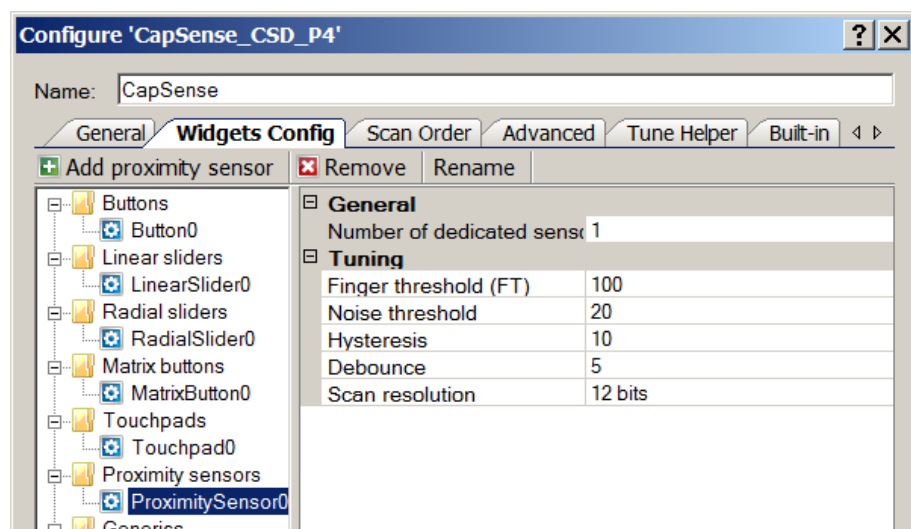 Configure 'CapSense_CSD_P4'
Name: CapSense
General Widgets Config Scan Order Advanced Tune Helper Built-in
Add proximity sensor Remove Rename
Buttons
Button0
Linear sliders
LinearSlider0
Radial sliders
RadialSlider0
Matrix buttons
MatrixButton0
Touchpads
Touchpad0
Proximity sensors
ProximitySensor0
General
Number of dedicated senso 1
Tuning
Finger threshold (FT) 100
Noise threshold 20
Hysteresis 10
Debounce 5
Scan resolution 12 bits